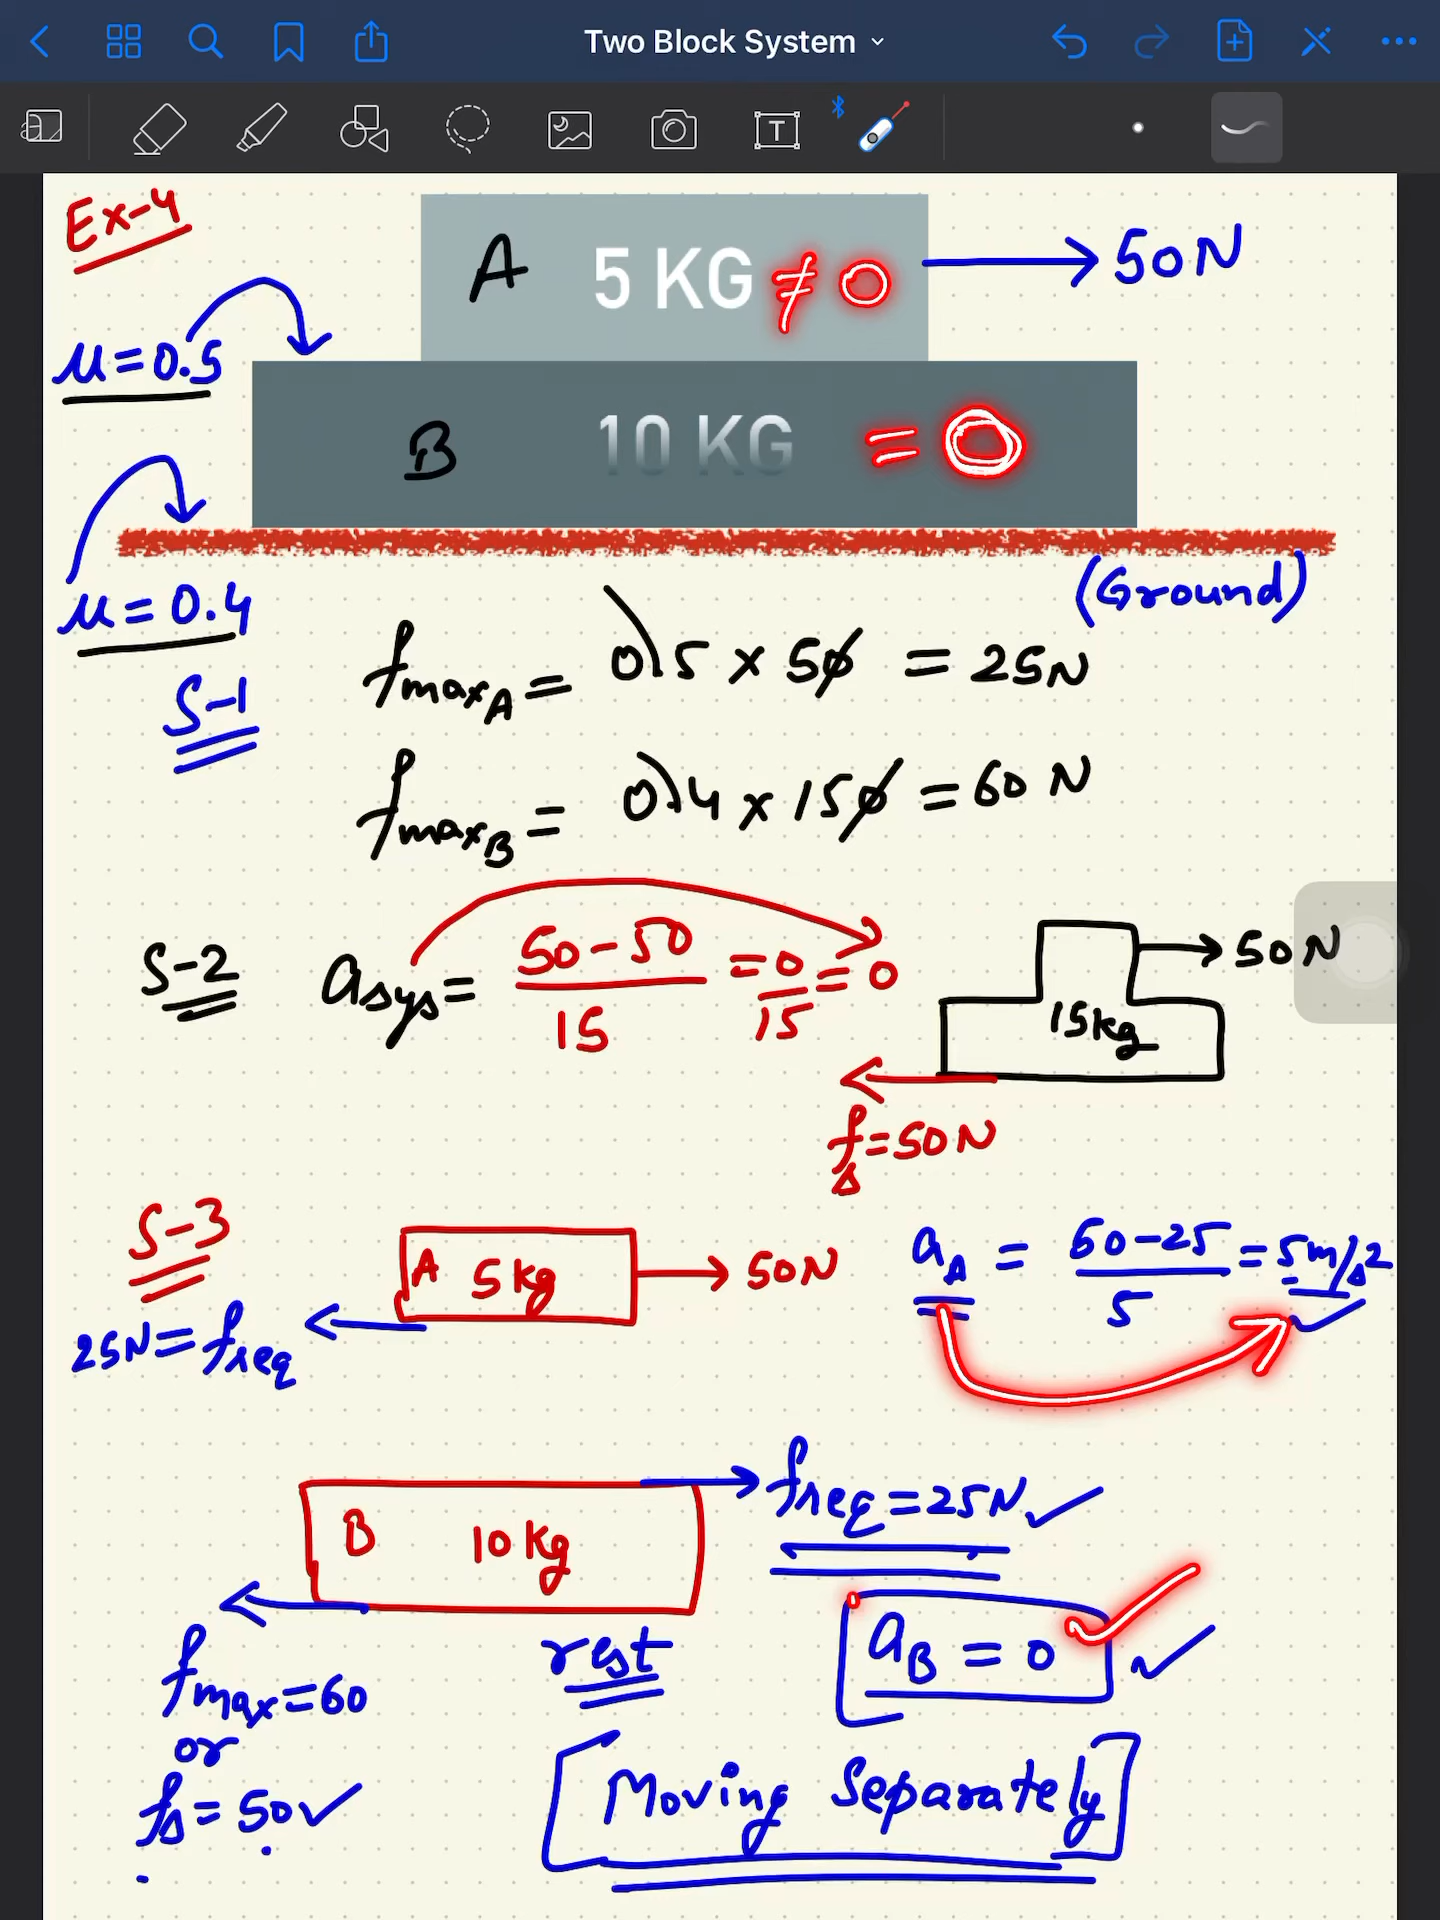 Two Block System
T
Ex-4
A 5 KG ≠ 0
50N
μ=0.5
B 10 KG = 0
(Ground)
μ=0.4
S-1
fmaxA = 0.5 × 50 = 25N
fmaxB = 0.4 × 150 = 60 N
S-2
asys = 50-50/15 = 0/15 = 0
50N
15kg
fs=50N
S-3
A 5kg
50N
aA = 50-25/5 = 5m/s2
25N=freq
freq=25N
B 10kg
aB = 0
rest
fmax=60
or
fs=50
[Moving Separately]